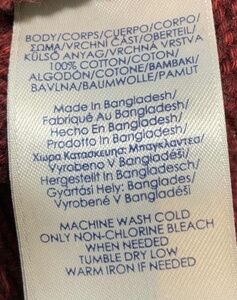 BODY/CORPS/CUERPO/CORPO/
ΣΩΜΑ/VRCHNÍ ČÁST/OBERTEIL/
KÜLSŐ ANYAG/VRCHNÁ VRSTVA
100% COTTON/COTON/
ALGODÓN/COTONE/BAMBAKI/
BAVLNA/BAUMWOLLE/PAMUT
Made In Bangladesh/
Fabriqué Au Bangladesh/
Hecho En Bangladesh/
Prodotto In Bangladesh/
Χωρα Κατασκευης: Μπαγκλαντες/
Vyrobeno V Bangladéši/
Hergestellt In Bangladesch/
Gyártási Hely: Banglades/
Vyrobené V Bangladéši
MACHINE WASH COLD
ONLY NON-CHLORINE BLEACH
WHEN NEEDED
TUMBLE DRY LOW
WARM IRON IF NEEDED